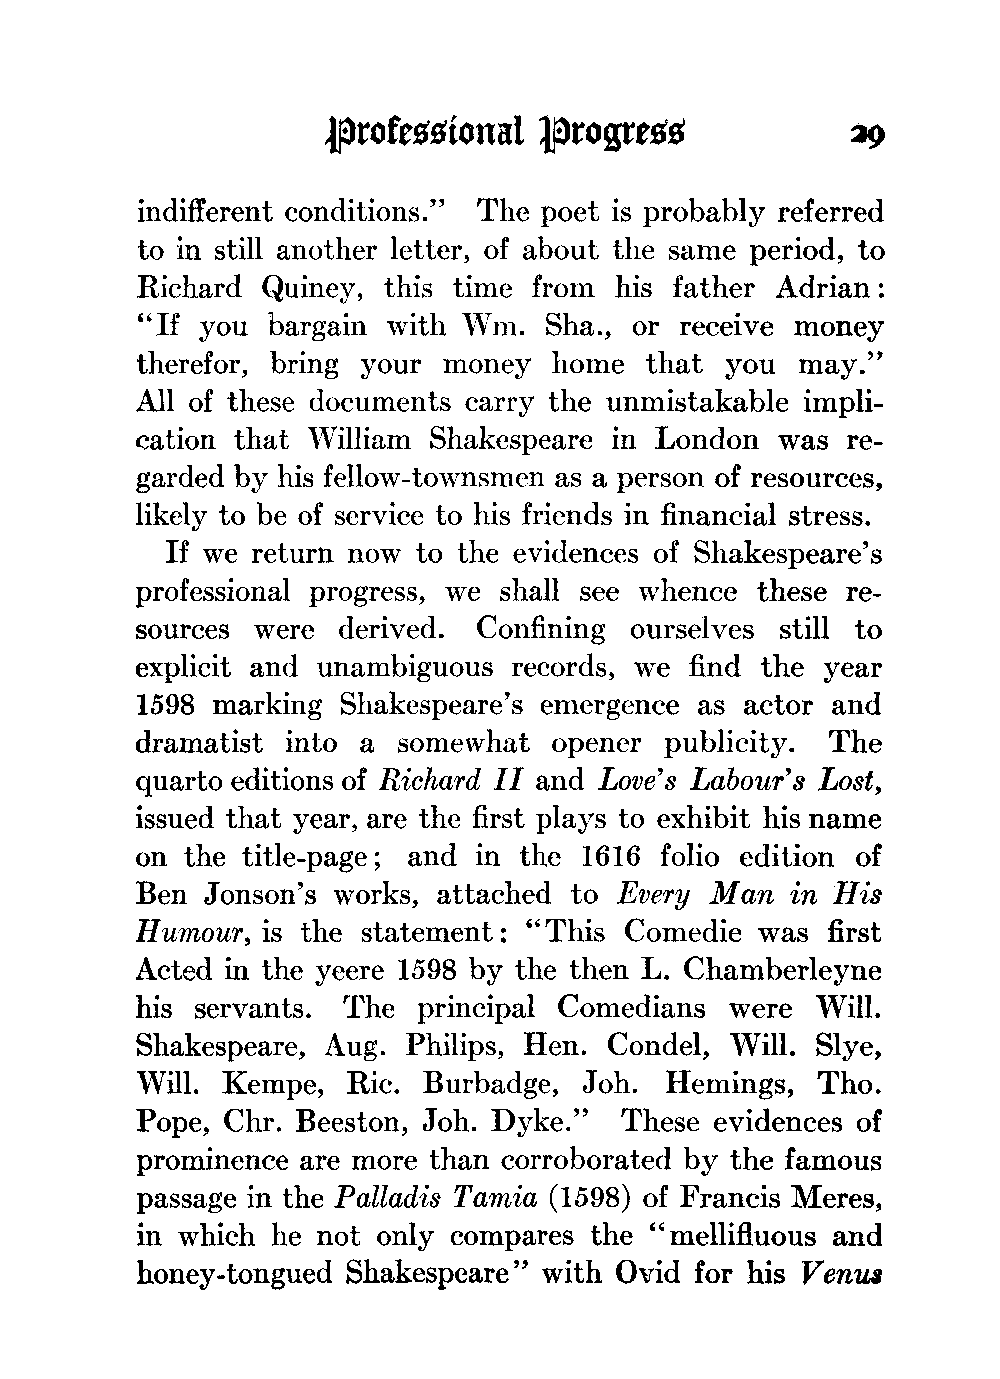 Professional Progress 29
indifferent conditions.” The poet is probably referred
to in still another letter, of about the same period, to
Richard Quiney, this time from his father Adrian:
“If you bargain with Wm. Sha., or receive money
therefor, bring your money home that you may.”
All of these documents carry the unmistakable impli-
cation that William Shakespeare in London was re-
garded by his fellow-townsmen as a person of resources,
likely to be of service to his friends in financial stress.
If we return now to the evidences of Shakespeare’s
professional progress, we shall see whence these re-
sources were derived. Confining ourselves still to
explicit and unambiguous records, we find the year
1598 marking Shakespeare’s emergence as actor and
dramatist into a somewhat opener publicity. The
quarto editions of Richard II and Love’s Labour’s Lost,
issued that year, are the first plays to exhibit his name
on the title-page; and in the 1616 folio edition of
Ben Jonson’s works, attached to Every Man in His
Humour, is the statement: “This Comedie was first
Acted in the yeere 1598 by the then L. Chamberleyne
his servants. The principal Comedians were Will.
Shakespeare, Aug. Philips, Hen. Condel, Will. Slye,
Will. Kempe, Ric. Burbadge, Joh. Hemings, Tho.
Pope, Chr. Beeston, Joh. Dyke.” These evidences of
prominence are more than corroborated by the famous
passage in the Palladis Tamia (1598) of Francis Meres,
in which he not only compares the “mellifluous and
honey-tongued Shakespeare” with Ovid for his Venus